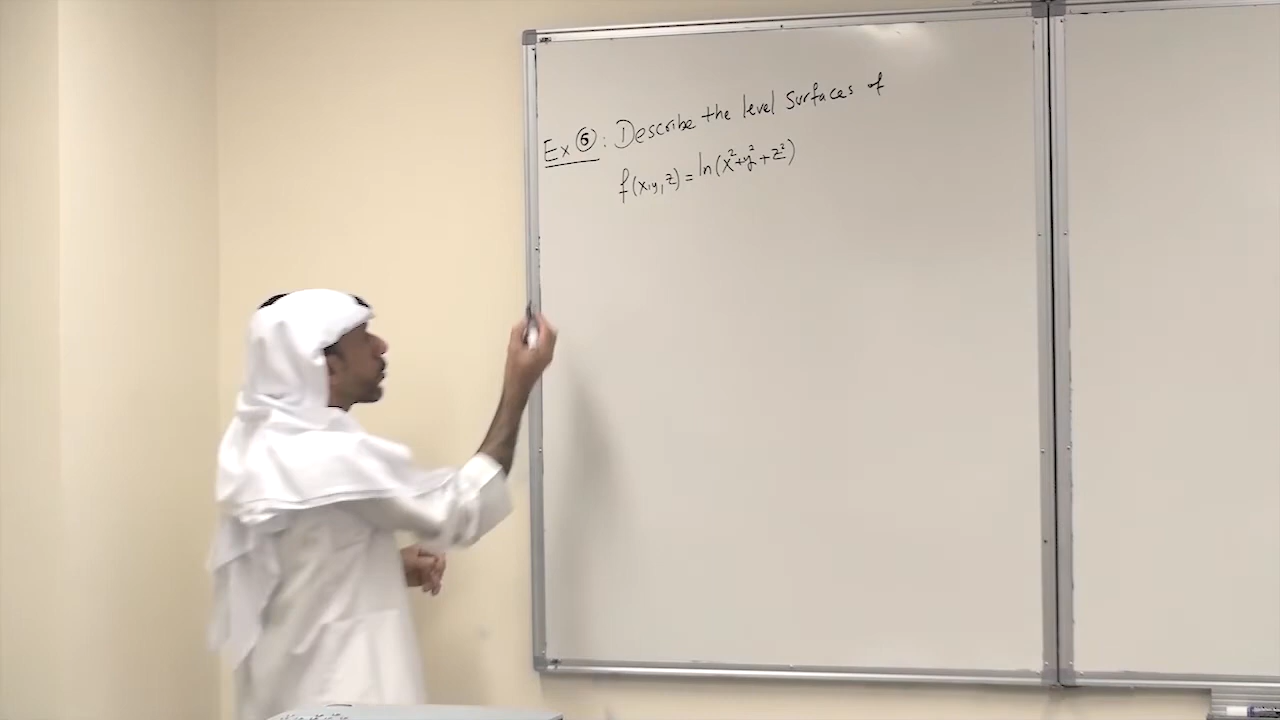 Ex ⑤: Describe the level surfaces of
f(x,y,z) = ln(x²+y²+z²)